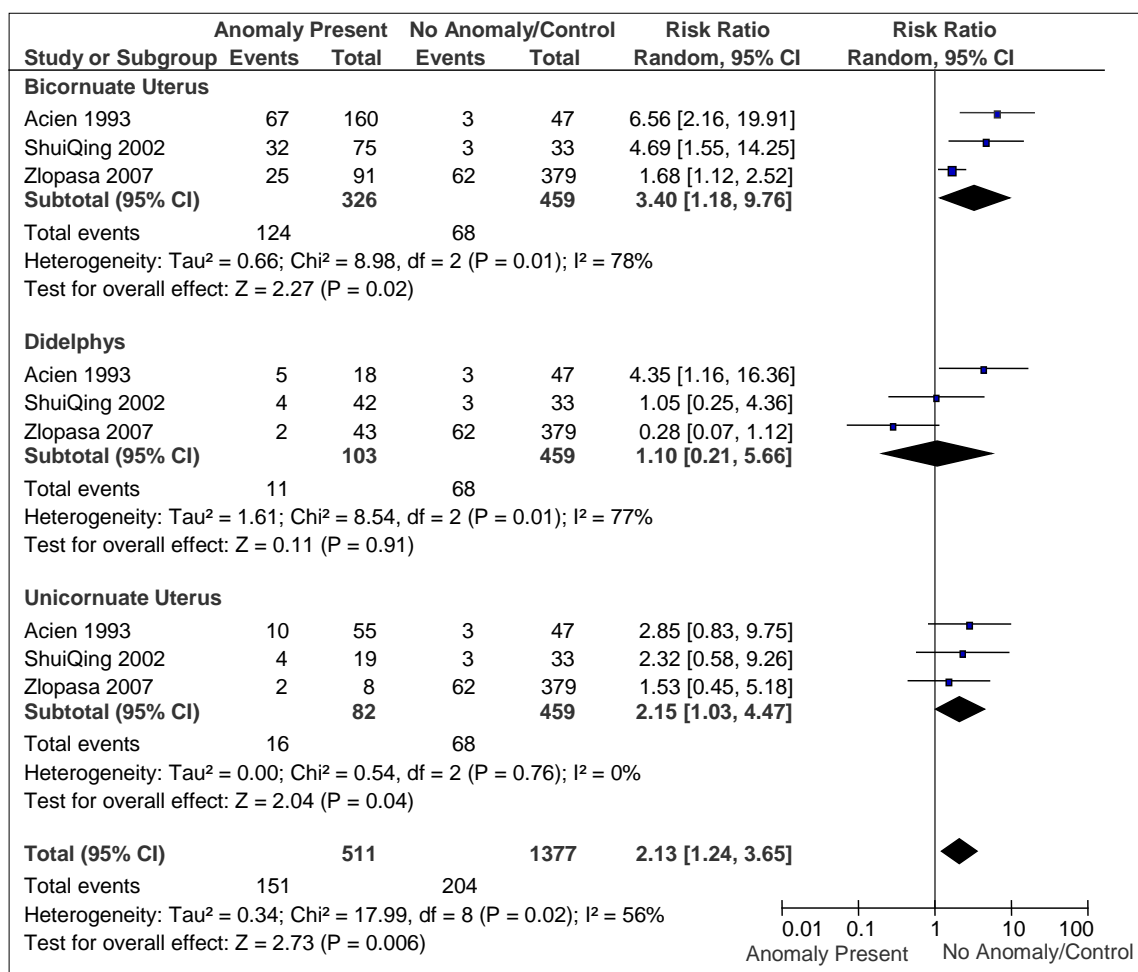 Anomaly Present No Anomaly/Control Risk Ratio Risk Ratio
Study or Subgroup Events Total Events Total Random, 95% CI Random, 95% CI
Bicornuate Uterus
Acien 1993 67 160 3 47 6.56 [2.16, 19.91]
ShuiQing 2002 32 75 3 33 4.69 [1.55, 14.25]
Zlopasa 2007 25 91 62 379 1.68 [1.12, 2.52]
Subtotal (95% CI) 326 459 3.40 [1.18, 9.76]
Total events 124 68
Heterogeneity: Tau² = 0.66; Chi² = 8.98, df = 2 (P = 0.01); I² = 78%
Test for overall effect: Z = 2.27 (P = 0.02)
Didelphys
Acien 1993 5 18 3 47 4.35 [1.16, 16.36]
ShuiQing 2002 4 42 3 33 1.05 [0.25, 4.36]
Zlopasa 2007 2 43 62 379 0.28 [0.07, 1.12]
Subtotal (95% CI) 103 459 1.10 [0.21, 5.66]
Total events 11 68
Heterogeneity: Tau² = 1.61; Chi² = 8.54, df = 2 (P = 0.01); I² = 77%
Test for overall effect: Z = 0.11 (P = 0.91)
Unicornuate Uterus
Acien 1993 10 55 3 47 2.85 [0.83, 9.75]
ShuiQing 2002 4 19 3 33 2.32 [0.58, 9.26]
Zlopasa 2007 2 8 62 379 1.53 [0.45, 5.18]
Subtotal (95% CI) 82 459 2.15 [1.03, 4.47]
Total events 16 68
Heterogeneity: Tau² = 0.00; Chi² = 0.54, df = 2 (P = 0.76); I² = 0%
Test for overall effect: Z = 2.04 (P = 0.04)
Total (95% CI) 511 1377 2.13 [1.24, 3.65]
Total events 151 204
Heterogeneity: Tau² = 0.34; Chi² = 17.99, df = 8 (P = 0.02); I² = 56%
Test for overall effect: Z = 2.73 (P = 0.006)
0.01 0.1 1 10 100
Anomaly Present No Anomaly/Control